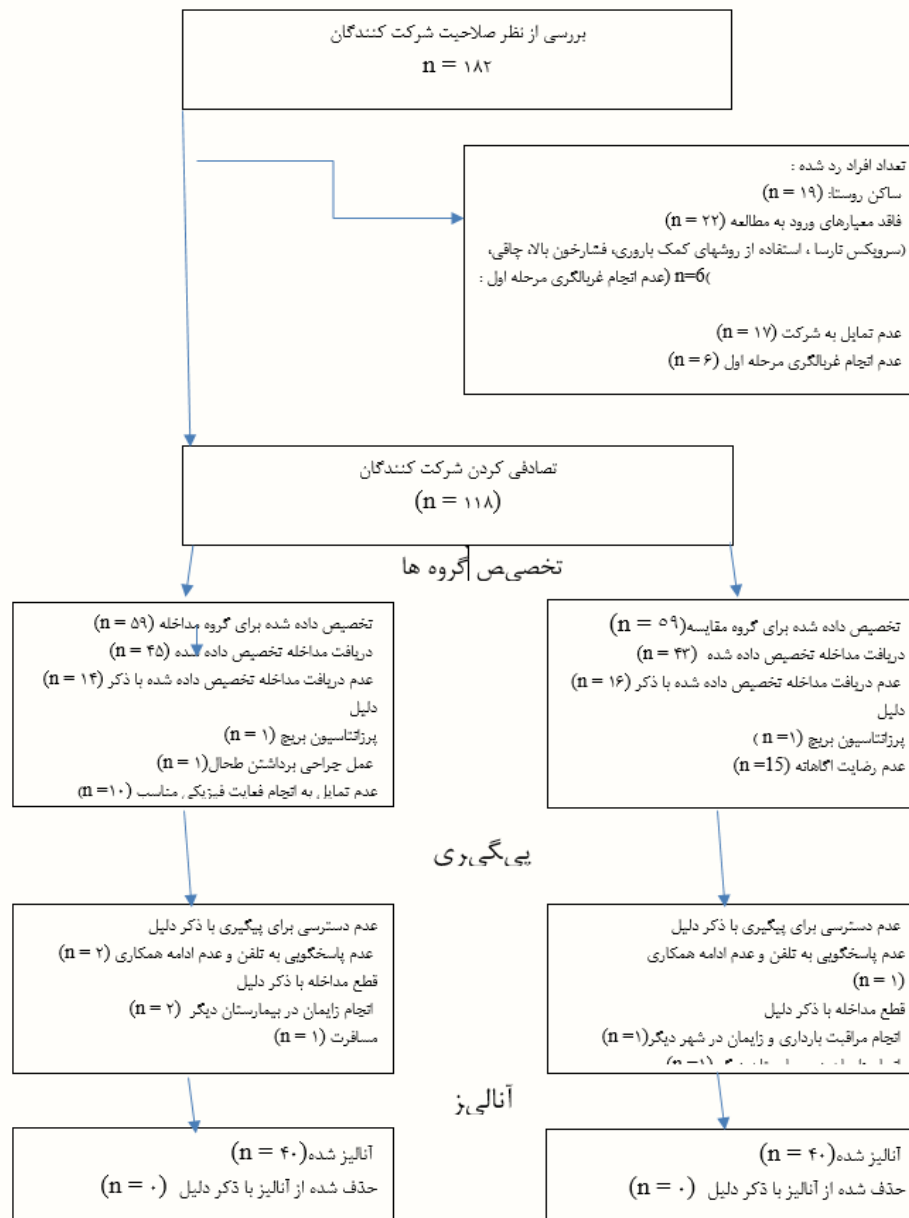 بررسی از نظر صلاحیت شرکت کنندگان
n = ۱۸۲
تعداد افراد رد شده :
ساکن روستا: (n = ۱۹)
فاقد معیارهای ورود به مطالعه (n = ۲۲)
(سرویکس نارسا ، استفاده از روشهای کمک باروری، فشارخون بالا، چاقی،
(n=6 (عدم انجام غربالگری مرحله اول :
عدم تمایل به شرکت (n = ۱۷)
عدم انجام غربالگری مرحله اول (n = ۶)
تصادفی کردن شرکت کنندگان
(n = ۱۱۸)
تخصیص گروه ها
تخصیص داده شده برای گروه مقایسه(n = ۵۹)
دریافت مداخله تخصیص داده شده (n = ۴۳)
عدم دریافت مداخله تخصیص داده شده با ذکر (n = ۱۶)
دلیل
پرزانتاسیون بریچ (n =۱)
عدم رضایت اگاهانه (n =15)
تخصیص داده شده برای گروه مداخله (n = ۵۹)
دریافت مداخله تخصیص داده شده (n = ۴۵)
عدم دریافت مداخله تخصیص داده شده با ذکر (n = ۱۴)
دلیل
پرزانتاسیون بریچ (n = ۱)
عمل جراحی برداشتن طحال(n = ۱)
عدم تمایل به انجام فعایت فیزیکی مناسب (n =۱۰)
پیگیری
عدم دسترسی برای پیگیری با ذکر دلیل
عدم پاسخگویی به تلفن و عدم ادامه همکاری
(n = ۱)
قطع مداخله با ذکر دلیل
انجام مراقبت بارداری و زایمان در شهر دیگر(n =۱)
(n =۱)
عدم دسترسی برای پیگیری با ذکر دلیل
عدم پاسخگویی به تلفن و عدم ادامه همکاری (n = ۲)
قطع مداخله با ذکر دلیل
انجام زایمان در بیمارستان دیگر (n = ۲)
مسافرت (n = ۱)
آنالیز
آنالیز شده(n = ۴۰)
حذف شده از آنالیز با ذکر دلیل (n = ۰)
آنالیز شده(n = ۴۰)
حذف شده از آنالیز با ذکر دلیل (n = ۰)